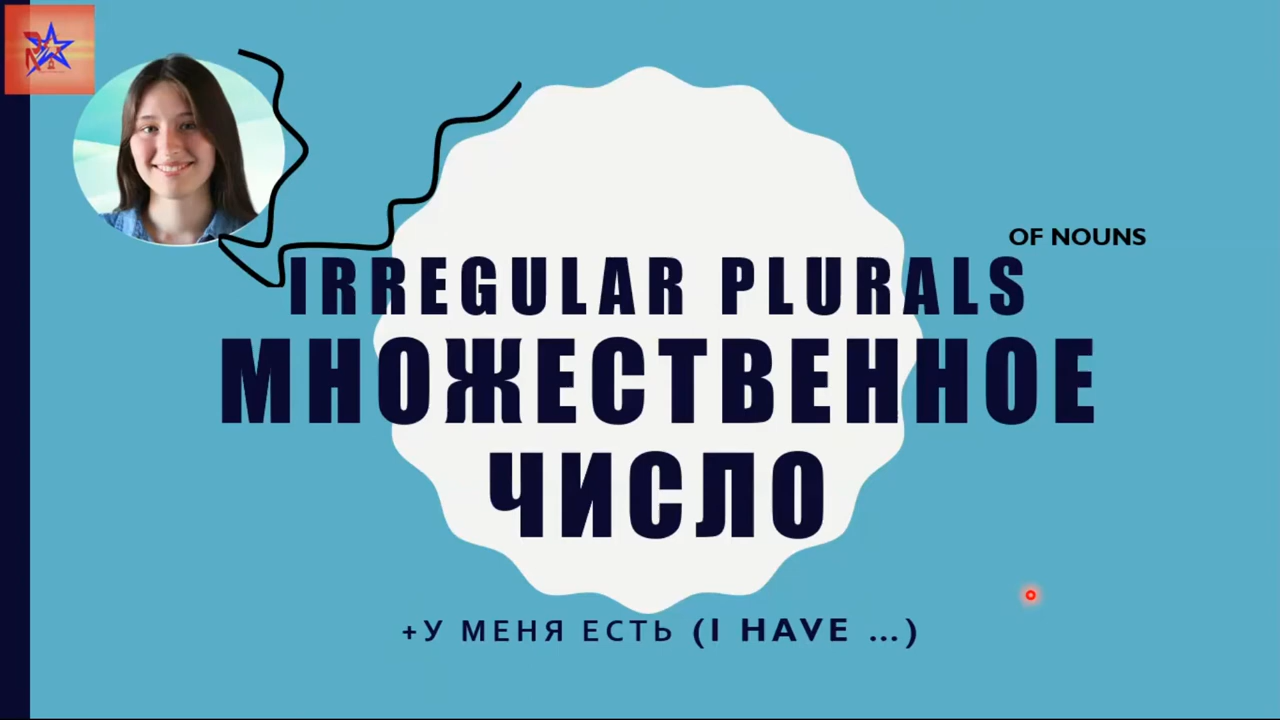 OF NOUNS
IRREGULAR PLURALS
МНОЖЕСТВЕННОЕ
ЧИСЛО
+У МЕНЯ ЕСТЬ (I HAVE …)